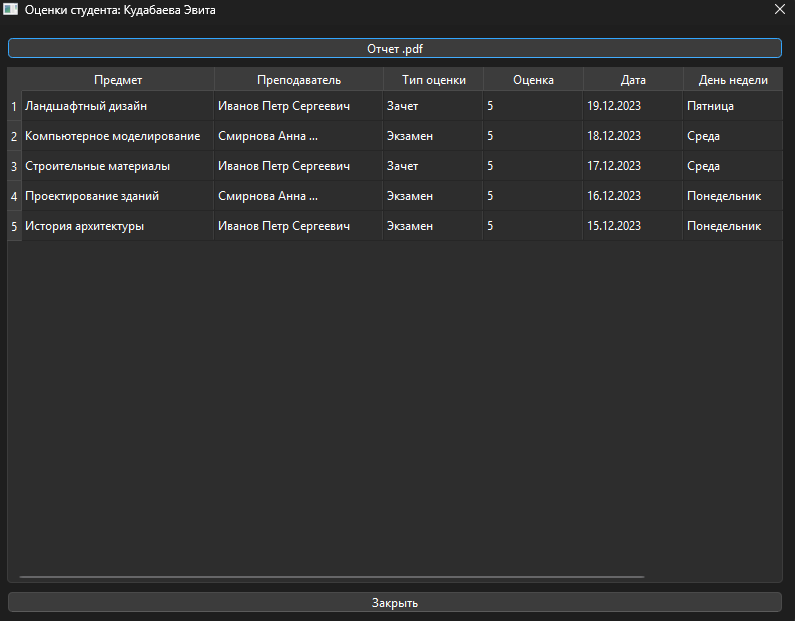 Оценки студента: Кудабаева Эвита
Отчет .pdf
Предмет Преподаватель Тип оценки Оценка Дата День недели
1 Ландшафтный дизайн Иванов Петр Сергеевич Зачет 5 19.12.2023 Пятница
2 Компьютерное моделирование Смирнова Анна ... Экзамен 5 18.12.2023 Среда
3 Строительные материалы Иванов Петр Сергеевич Зачет 5 17.12.2023 Среда
4 Проектирование зданий Смирнова Анна ... Экзамен 5 16.12.2023 Понедельник
5 История архитектуры Иванов Петр Сергеевич Экзамен 5 15.12.2023 Понедельник
Закрыть